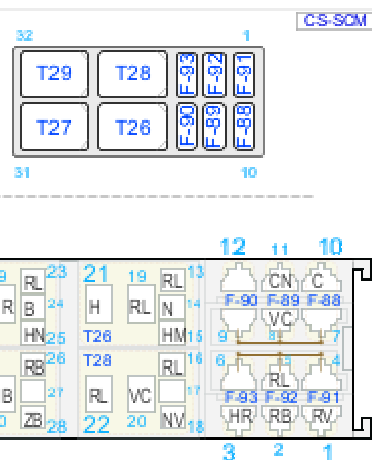 CS-SCM
32 1
T29 T28 F-93 F-92 F-91
T27 T26 F-90 F-89 F-88
31 10
12 11 10
9 RL 23 21 19 RL 13 CN C
R B 24 H RL N 14 F-90 F-89 F-88
VC
HN 25 T26 HM 15 9 8 7
RB 26 T28 RL 16 6 5 4
RL
B 27 RL VC 17 F-93 F-92 F-91
0 ZB 28 22 20 NV 18 HR RB RV
3 2 1